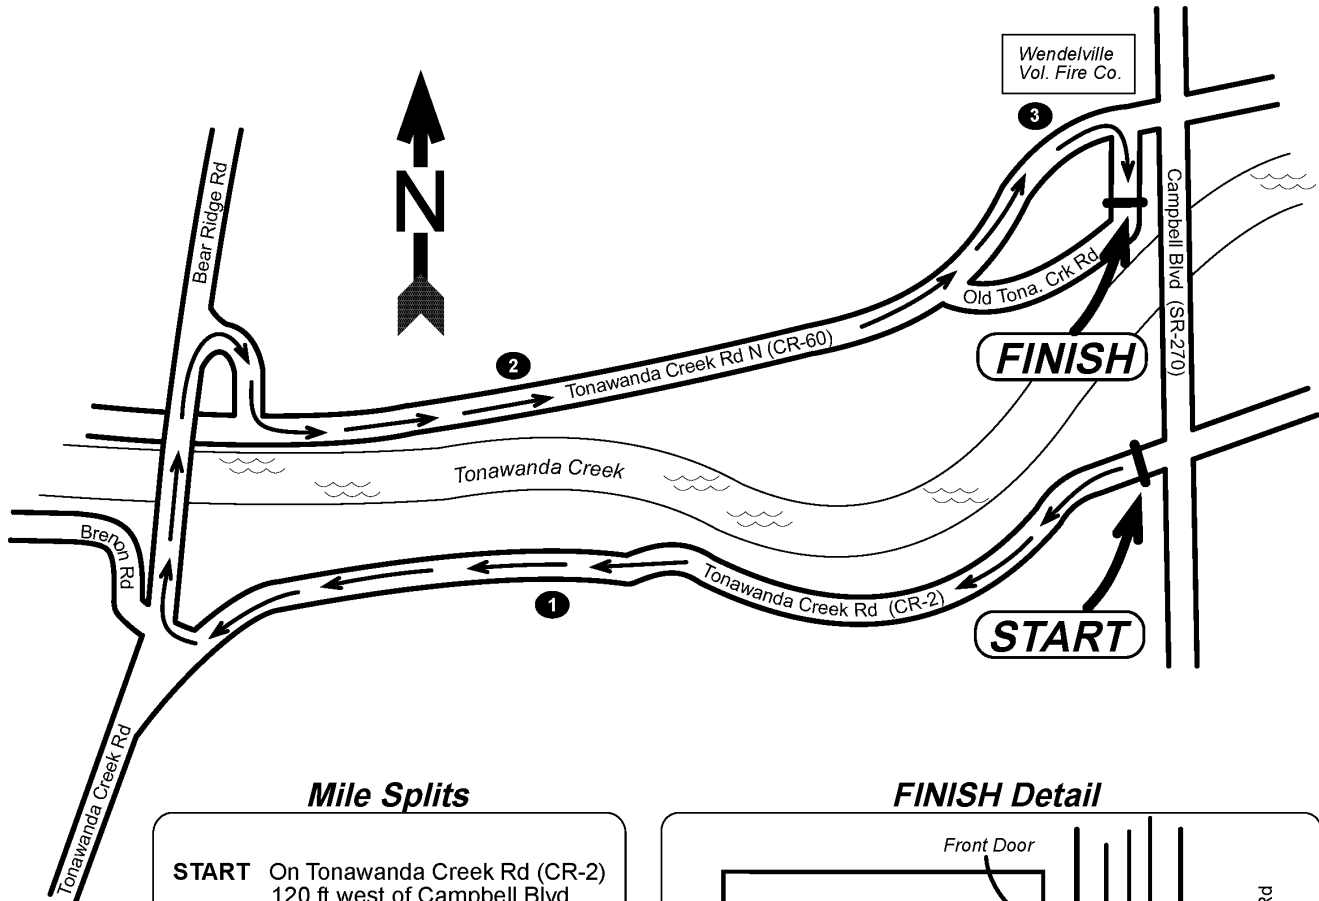 Wendelville
Vol. Fire Co.
3
N
Bear Ridge Rd
Campbell Blvd (SR-270)
Old Tona. Crk Rd
FINISH
2
Tonawanda Creek Rd N (CR-60)
Tonawanda Creek
Brenon Rd
1
Tonawanda Creek Rd (CR-2)
START
Tonawanda Creek Rd
Mile Splits
START On Tonawanda Creek Rd (CR-2)
120 ft west of Campbell Blvd
FINISH Detail
Front Door
Rd